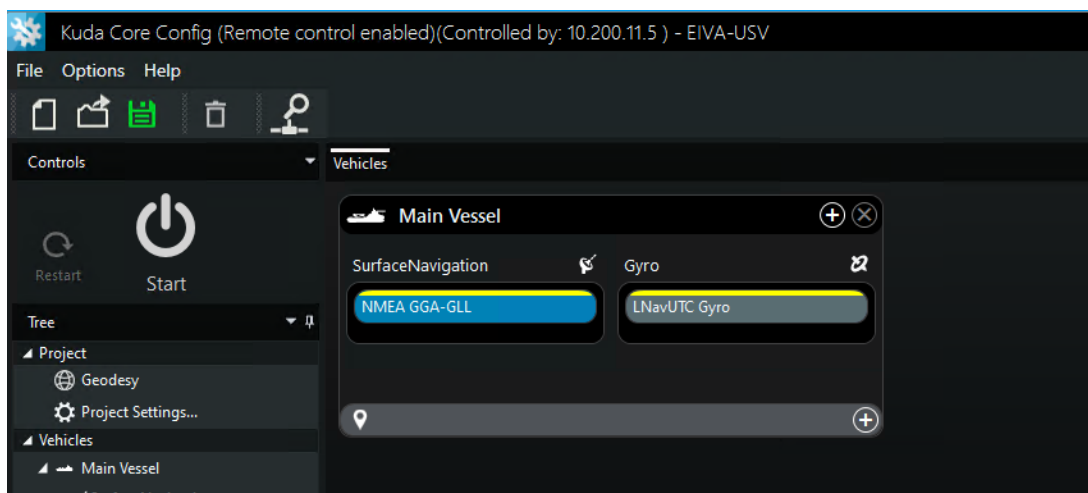 Kuda Core Config (Remote control enabled)(Controlled by: 10.200.11.5 ) - EIVA-USV
File Options Help
Controls
Vehicles
Restart
Start
Main Vessel
SurfaceNavigation
Gyro
NMEA GGA-GLL
LNavUTC Gyro
Tree
Project
Geodesy
Project Settings...
Vehicles
Main Vessel